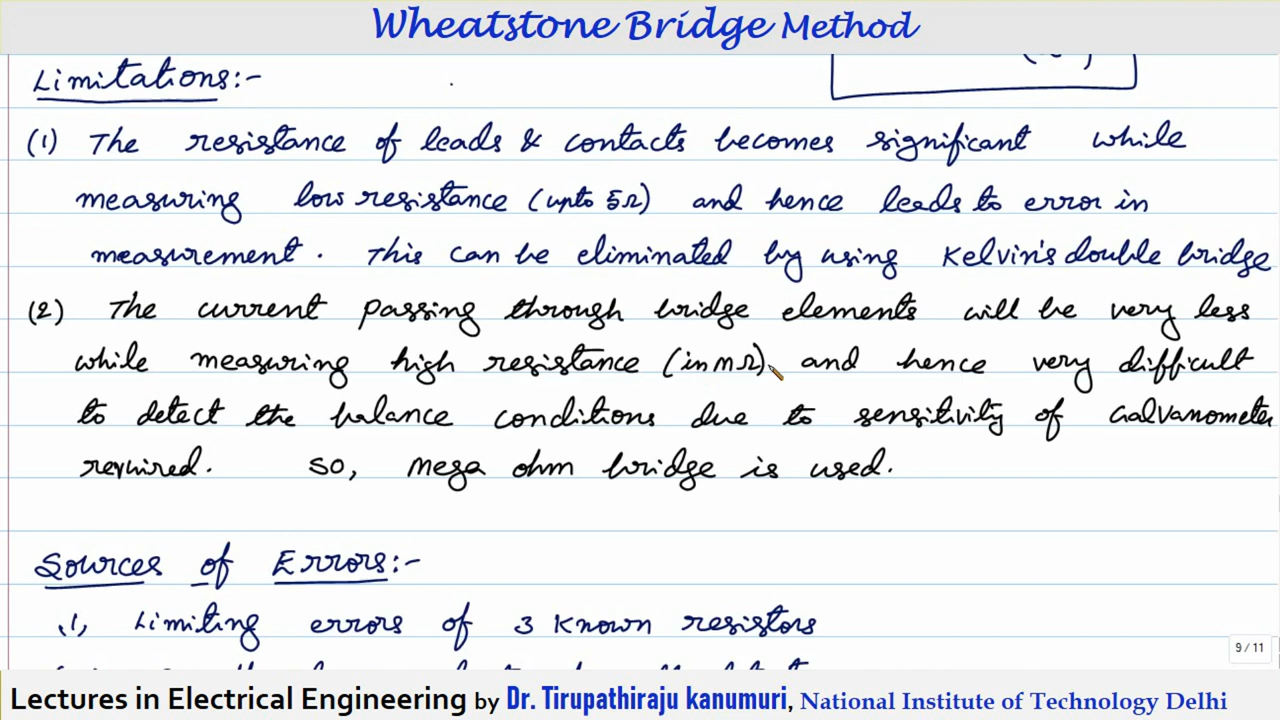 Wheatstone Bridge Method
Limitations:-
(1) The resistance of leads & contacts becomes significant while
measuring low resistance (upto 5Ω) and hence leads to error in
measurement. This can be eliminated by using Kelvin's double bridge
(2) The current passing through bridge elements will be very less
while measuring high resistance (in MΩ) and hence very difficult
to detect the balance conditions due to sensitivity of Galvanometer
required. So, mega ohm bridge is used.
Sources of Errors:-
(1) Limiting errors of 3 known resistors
9 / 11
Lectures in Electrical Engineering by Dr. Tirupathiraju kanumuri, National Institute of Technology Delhi